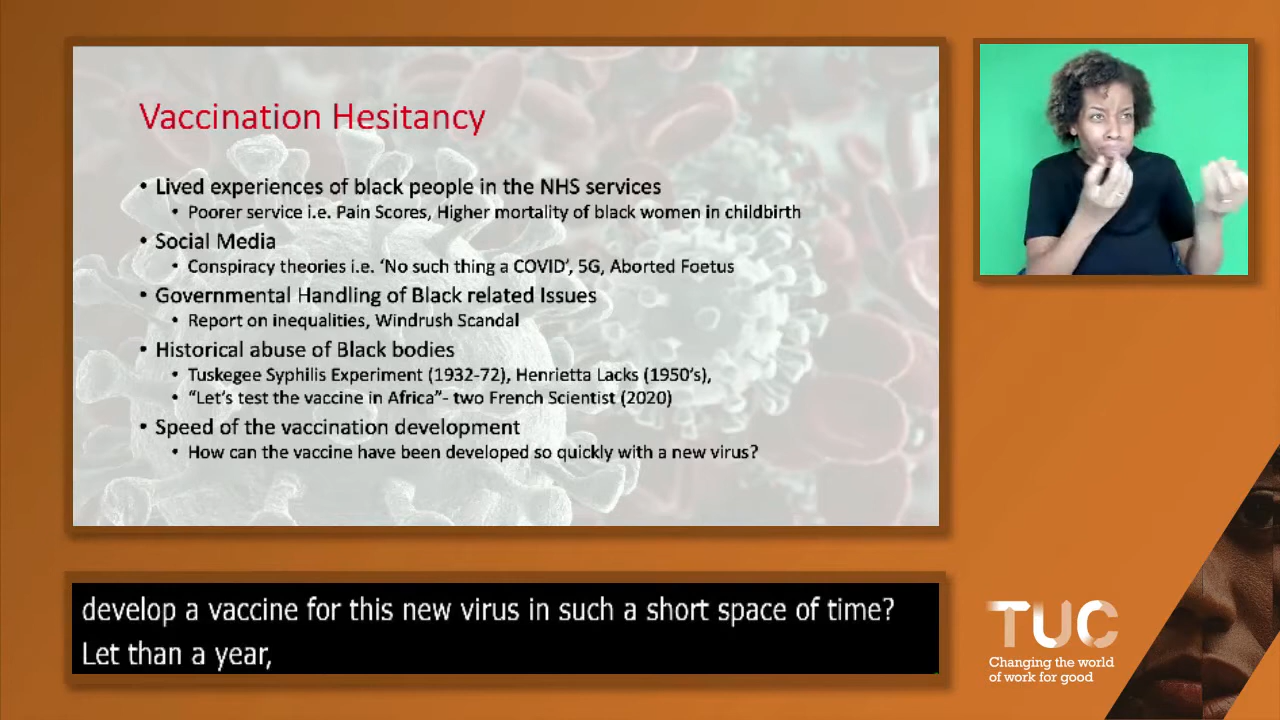 Vaccination Hesitancy
• Lived experiences of black people in the NHS services
• Poorer service i.e. Pain Scores, Higher mortality of black women in childbirth
• Social Media
• Conspiracy theories i.e. ‘No such thing a COVID’, 5G, Aborted Foetus
• Governmental Handling of Black related Issues
• Report on inequalities, Windrush Scandal
• Historical abuse of Black bodies
• Tuskegee Syphilis Experiment (1932-72), Henrietta Lacks (1950’s),
• “Let’s test the vaccine in Africa”- two French Scientist (2020)
• Speed of the vaccination development
• How can the vaccine have been developed so quickly with a new virus?
develop a vaccine for this new virus in such a short space of time?
Let than a year,
TUC
Changing the world
of work for good